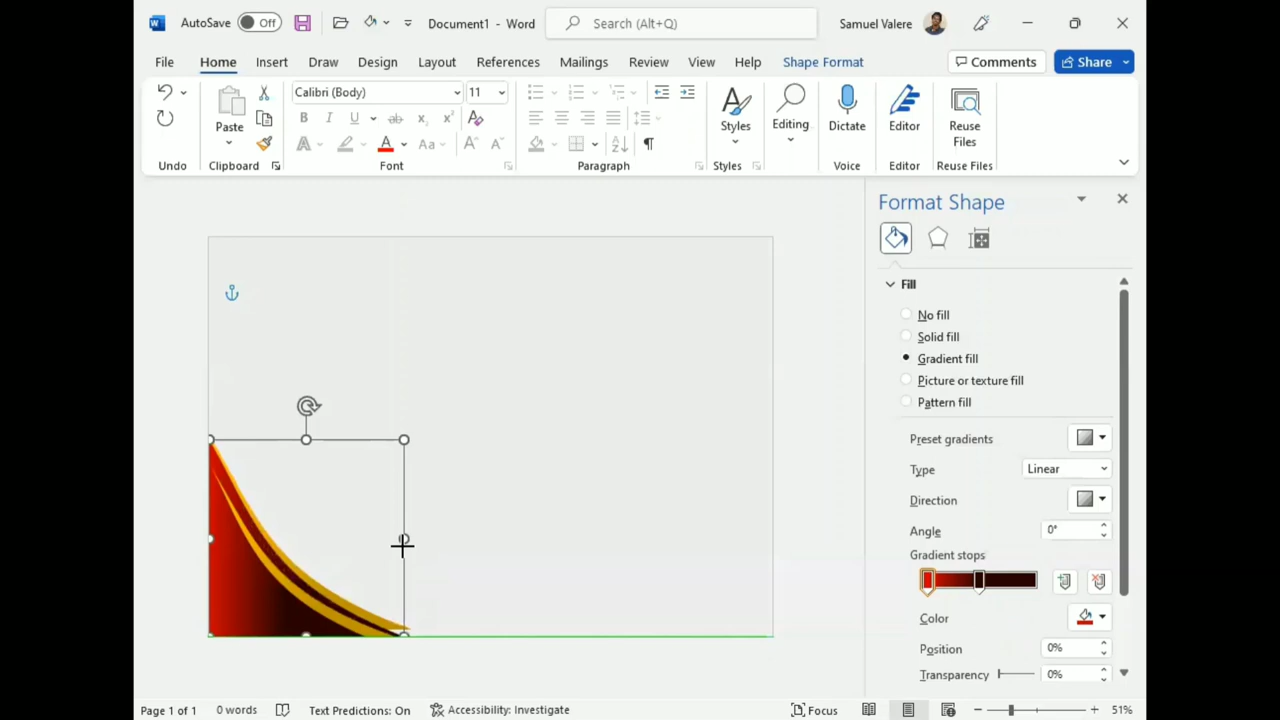 AutoSave Off Document1 - Word Search (Alt+Q) Samuel Valere
File Home Insert Draw Design Layout References Mailings Review View Help Shape Format Comments Share
Calibri (Body) 11
Paste
B I U ab x₂ x² A
A A Aa A A
Styles
Editing
Dictate
Editor
Reuse
Files
Undo Clipboard Font Paragraph Styles Voice Editor Reuse Files
Format Shape
Fill
No fill
Solid fill
Gradient fill
Picture or texture fill
Pattern fill
Preset gradients
Type Linear
Direction
Angle 0°
Gradient stops
Color
Position 0%
Transparency 0%
Page 1 of 1 0 words Text Predictions: On Accessibility: Investigate Focus 51%